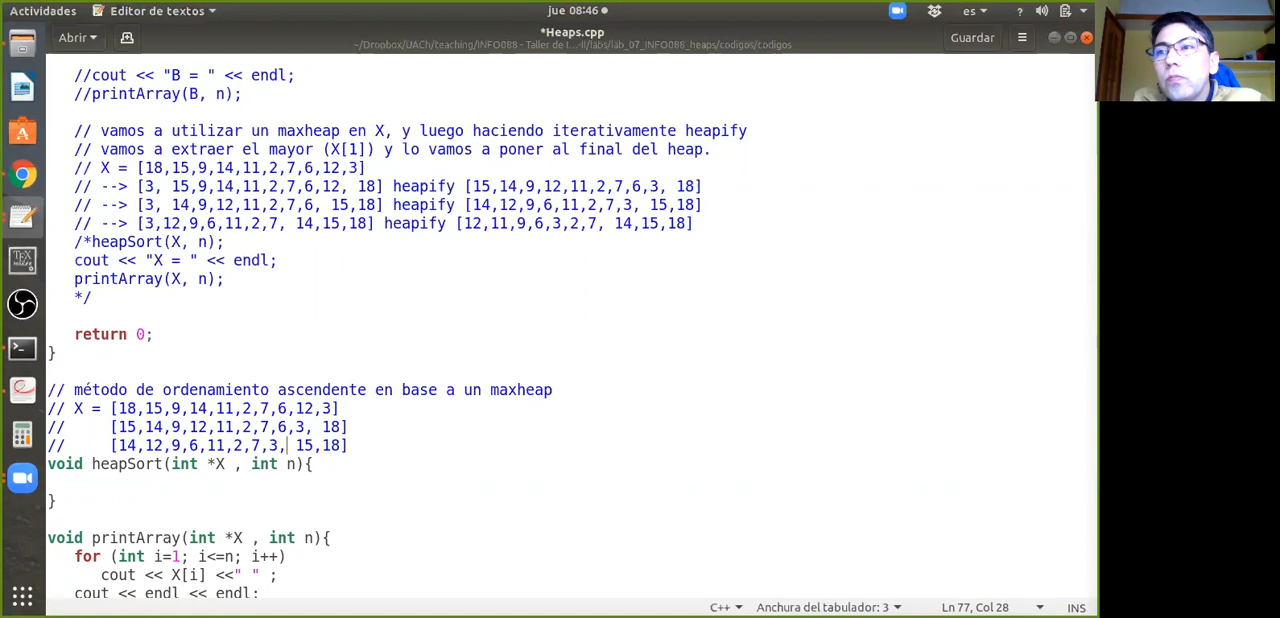 Actividades
Editor de textos
jue 08:46
es
Abrir
*Heaps.cpp
Guardar
//cout << "B = " << endl;
//printArray(B, n);
// vamos a utilizar un maxheap en X, y luego haciendo iterativamente heapify
// vamos a extraer el mayor (X[1]) y lo vamos a poner al final del heap.
// X = [18,15,9,14,11,2,7,6,12,3]
// --> [3, 15,9,14,11,2,7,6,12, 18] heapify [15,14,9,12,11,2,7,6,3, 18]
// --> [3, 14,9,12,11,2,7,6, 15,18] heapify [14,12,9,6,11,2,7,3, 15,18]
// --> [3,12,9,6,11,2,7, 14,15,18] heapify [12,11,9,6,3,2,7, 14,15,18]
/*heapSort(X, n);
cout << "X = " << endl;
printArray(X, n);
*/
return 0;
}
// método de ordenamiento ascendente en base a un maxheap
// X = [18,15,9,14,11,2,7,6,12,3]
// [15,14,9,12,11,2,7,6,3, 18]
// [14,12,9,6,11,2,7,3, 15,18]
void heapSort(int *X , int n){
}
void printArray(int *X , int n){
for (int i=1; i<=n; i++)
cout << X[i] <<" " ;
cout << endl << endl;
C++
Anchura del tabulador: 3
Ln 77, Col 28
INS